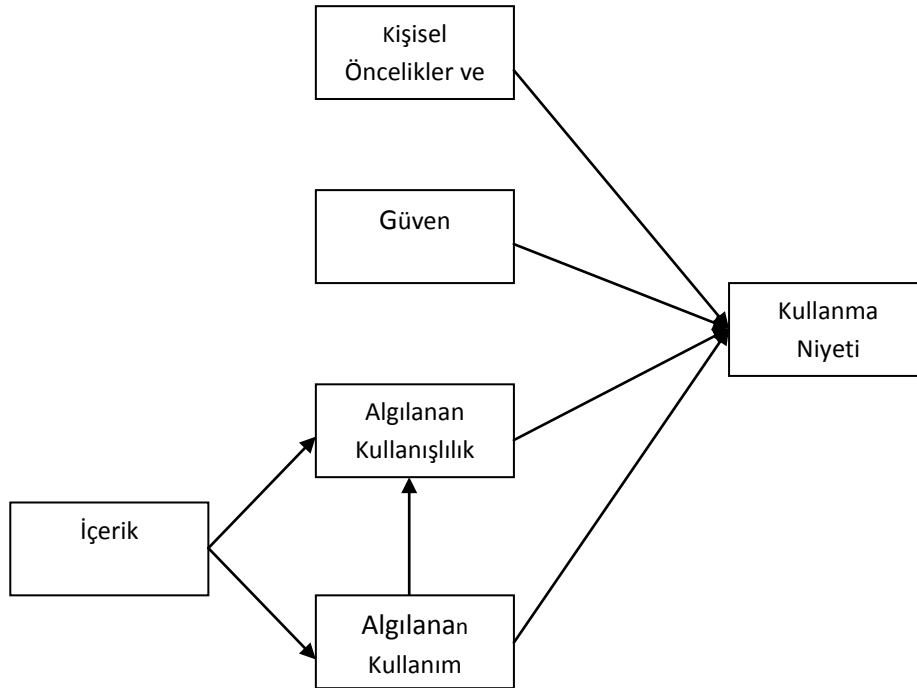 Kişisel
Öncelikler ve
Güven
Kullanma
Niyeti
Algılanan
Kullanışlılık
İçerik
Algılanan
Kullanım